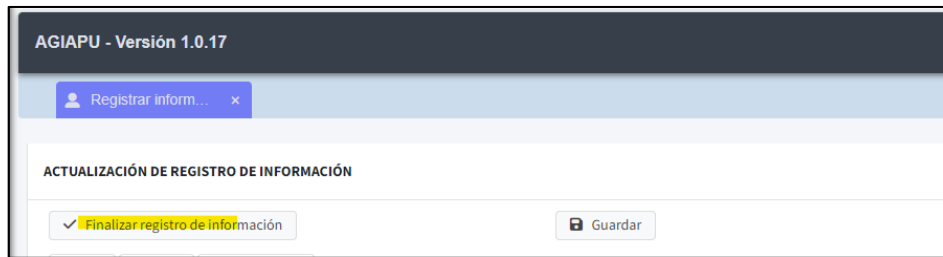 AGIAPU - Versión 1.0.17
Registrar inform... ×
ACTUALIZACIÓN DE REGISTRO DE INFORMACIÓN
Finalizar registro de información Guardar